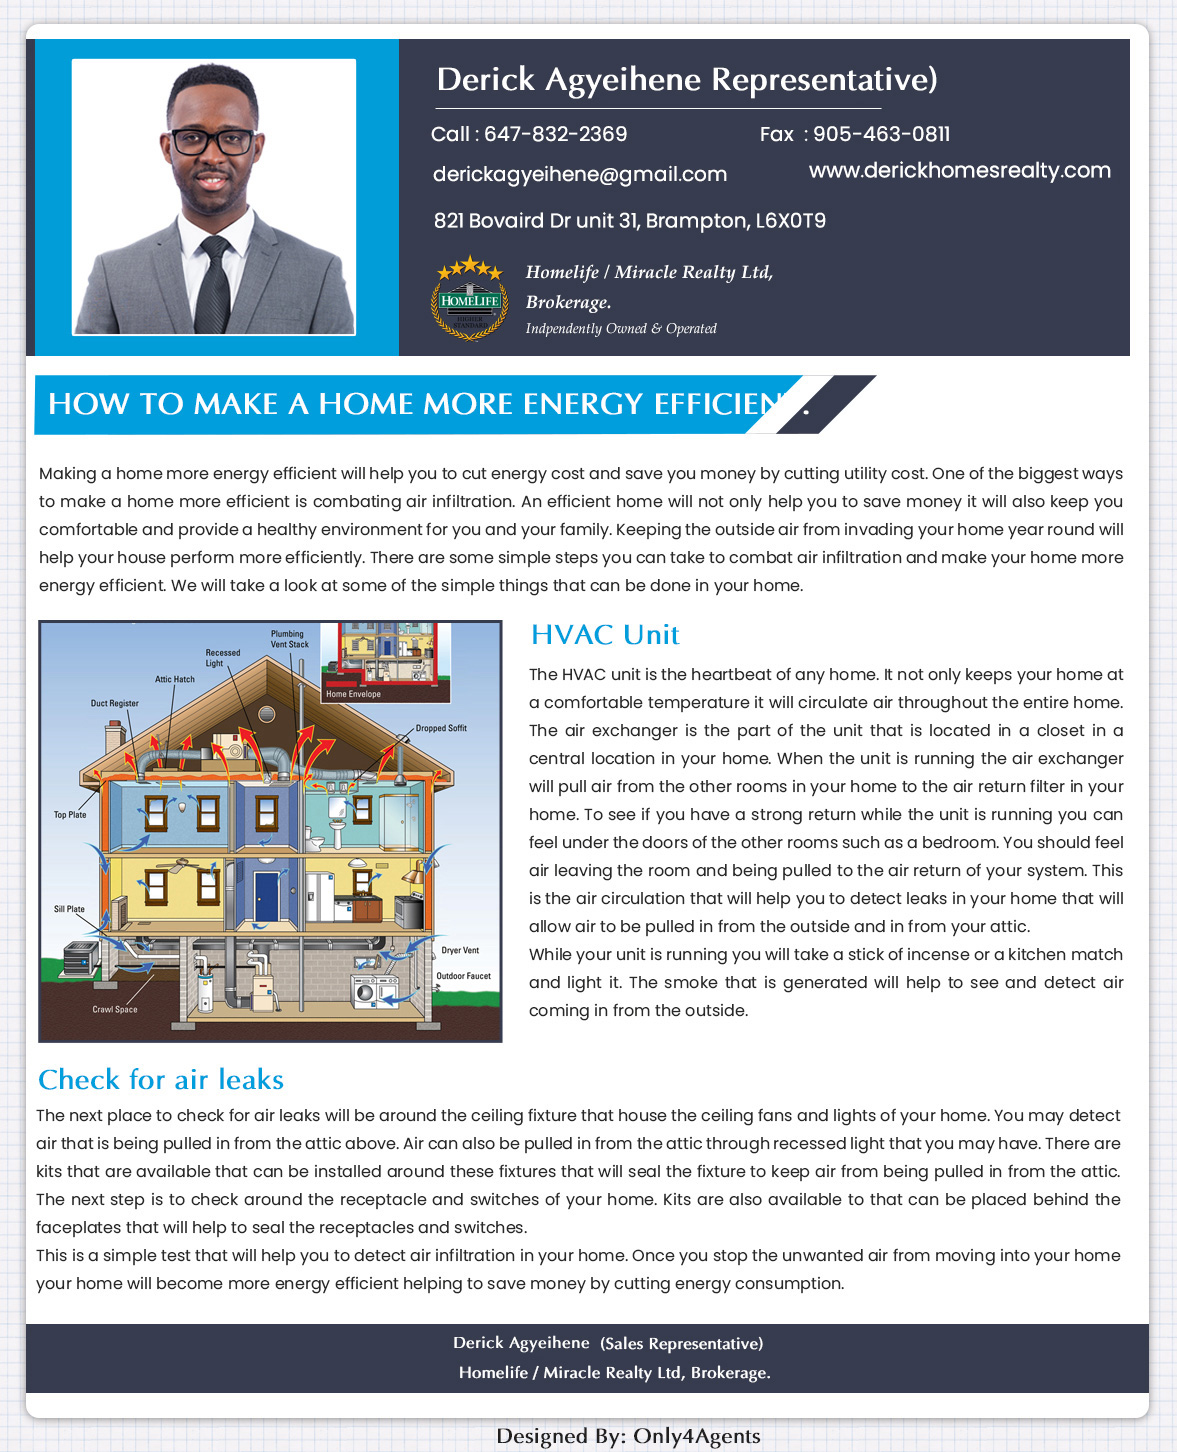 Derick Agyeihene Representative)
Call : 647-832-2369
Fax : 905-463-0811
derickagyeihene@gmail.com
www.derickhomesrealty.com
821 Bovaird Dr unit 31, Brampton, L6X0T9
HOMELIFE
HIGHER
STANDARDS
Homelife / Miracle Realty Ltd,
Brokerage.
Indpendently Owned & Operated
HOW TO MAKE A HOME MORE ENERGY EFFICIEN .
Making a home more energy efficient will help you to cut energy cost and save you money by cutting utility cost. One of the biggest ways
to make a home more efficient is combating air infiltration. An efficient home will not only help you to save money it will also keep you
comfortable and provide a healthy environment for you and your family. Keeping the outside air from invading your home year round will
help your house perform more efficiently. There are some simple steps you can take to combat air infiltration and make your home more
energy efficient. We will take a look at some of the simple things that can be done in your home.
Plumbing
Vent Stack
Recessed
Light
Attic Hatch
Duct Register
Home Envelope
Dropped Soffit
Top Plate
Sill Plate
Dryer Vent
Outdoor Faucet
Crawl Space
HVAC Unit
The HVAC unit is the heartbeat of any home. It not only keeps your home at
a comfortable temperature it will circulate air throughout the entire home.
The air exchanger is the part of the unit that is located in a closet in a
central location in your home. When the unit is running the air exchanger
will pull air from the other rooms in your home to the air return filter in your
home. To see if you have a strong return while the unit is running you can
feel under the doors of the other rooms such as a bedroom. You should feel
air leaving the room and being pulled to the air return of your system. This
is the air circulation that will help you to detect leaks in your home that will
allow air to be pulled in from the outside and in from your attic.
While your unit is running you will take a stick of incense or a kitchen match
and light it. The smoke that is generated will help to see and detect air
coming in from the outside.
Check for air leaks
The next place to check for air leaks will be around the ceiling fixture that house the ceiling fans and lights of your home. You may detect
air that is being pulled in from the attic above. Air can also be pulled in from the attic through recessed light that you may have. There are
kits that are available that can be installed around these fixtures that will seal the fixture to keep air from being pulled in from the attic.
The next step is to check around the receptacle and switches of your home. Kits are also available to that can be placed behind the
faceplates that will help to seal the receptacles and switches.
This is a simple test that will help you to detect air infiltration in your home. Once you stop the unwanted air from moving into your home
your home will become more energy efficient helping to save money by cutting energy consumption.
Derick Agyeihene (Sales Representative)
Homelife / Miracle Realty Ltd, Brokerage.
Designed By: Only4Agents